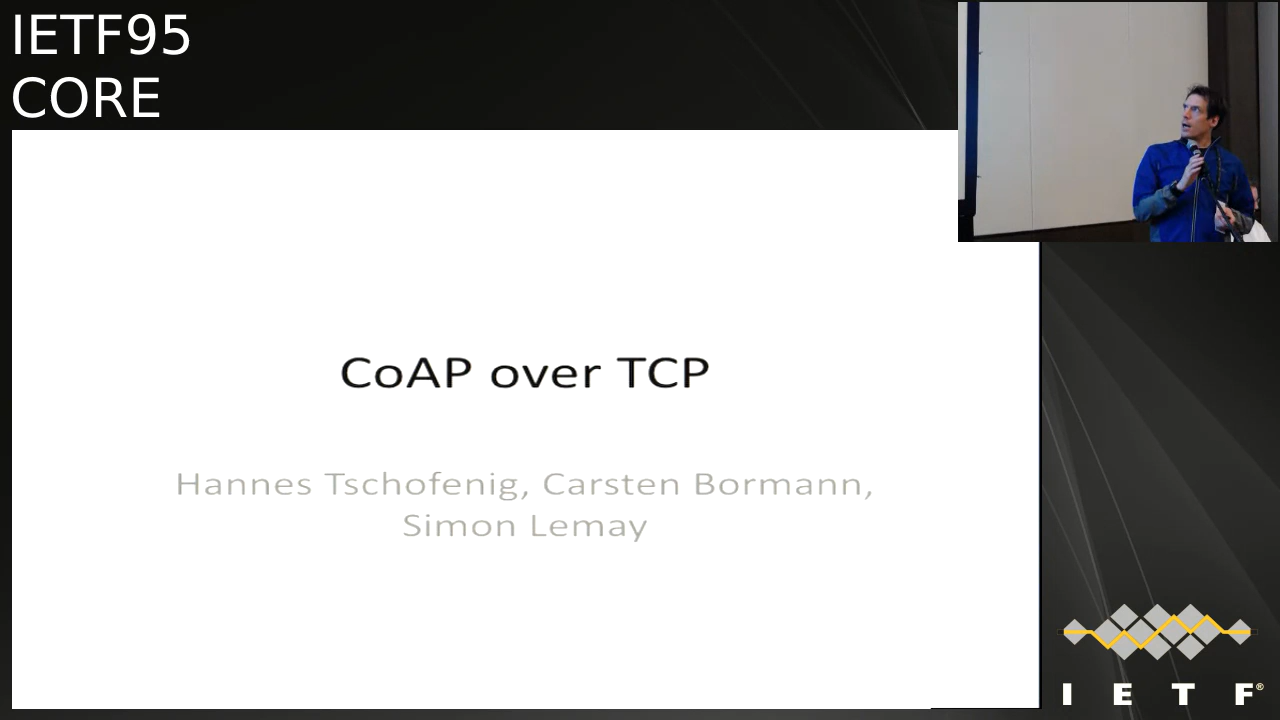 IETF95
CORE
CoAP over TCP
Hannes Tschofenig, Carsten Bormann,
Simon Lemay
I E T F®